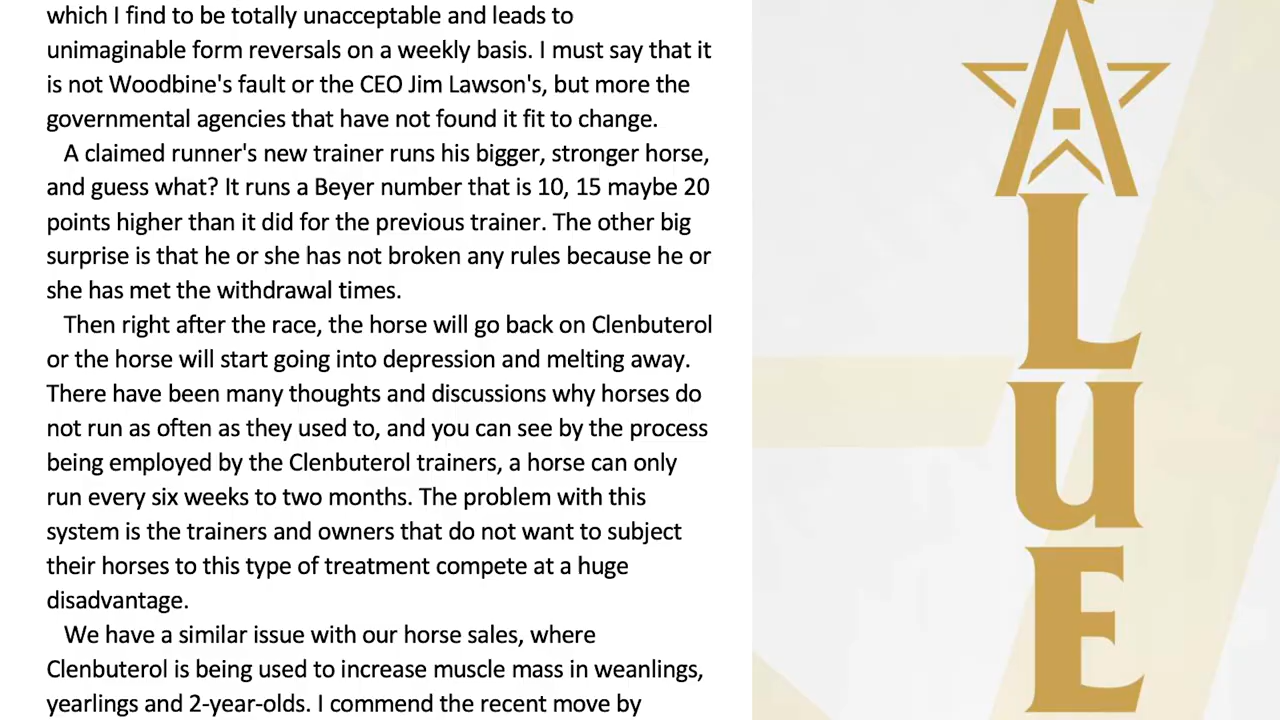 which I find to be totally unacceptable and leads to
unimaginable form reversals on a weekly basis. I must say that it
is not Woodbine's fault or the CEO Jim Lawson's, but more the
governmental agencies that have not found it fit to change.
A claimed runner's new trainer runs his bigger, stronger horse,
and guess what? It runs a Beyer number that is 10, 15 maybe 20
points higher than it did for the previous trainer. The other big
surprise is that he or she has not broken any rules because he or
she has met the withdrawal times.
Then right after the race, the horse will go back on Clenbuterol
or the horse will start going into depression and melting away.
There have been many thoughts and discussions why horses do
not run as often as they used to, and you can see by the process
being employed by the Clenbuterol trainers, a horse can only
run every six weeks to two months. The problem with this
system is the trainers and owners that do not want to subject
their horses to this type of treatment compete at a huge
disadvantage.
We have a similar issue with our horse sales, where
Clenbuterol is being used to increase muscle mass in weanlings,
yearlings and 2-year-olds. I commend the recent move by
ALuE